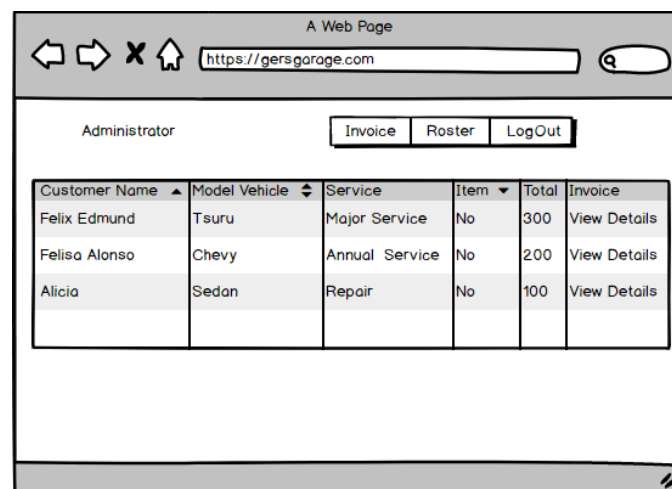 A Web Page
https://gersgarage.com
Administrator Invoice Roster LogOut
Customer Name Model Vehicle Service Item Total Invoice
Felix Edmund Tsuru Major Service No 300 View Details
Felisa Alonso Chevy Annual Service No 200 View Details
Alicia Sedan Repair No 100 View Details